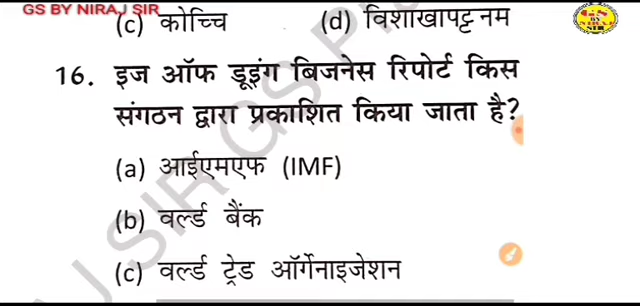 GS BY NIRAJ SIR
(c) कोच्चि (d) विशाखापट्टनम
16. इज ऑफ डूइंग बिजनेस रिपोर्ट किस
संगठन द्वारा प्रकाशित किया जाता है?
(a) आईएमएफ (IMF)
(b) वर्ल्ड बैंक
(c) वर्ल्ड ट्रेड ऑर्गेनाइजेशन